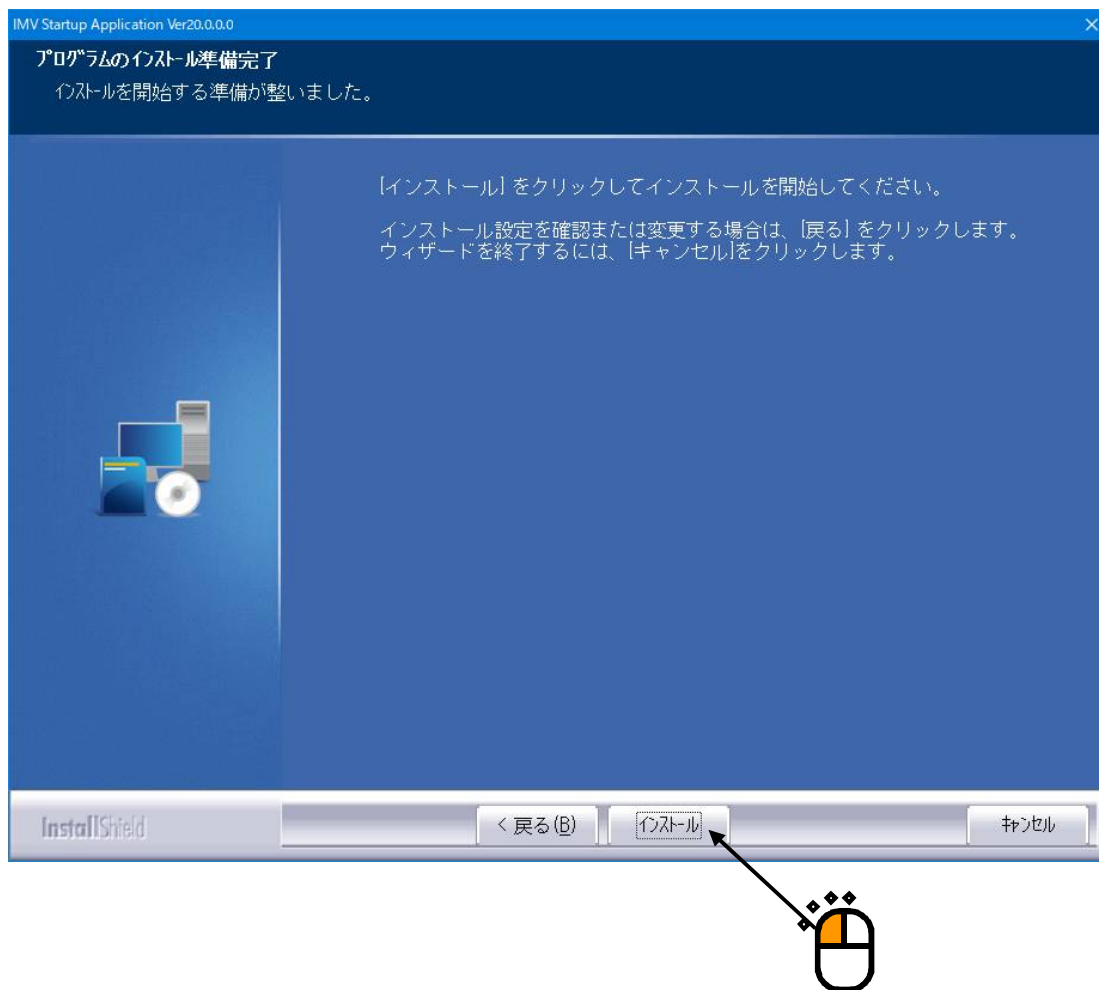 IMV Startup Application Ver20.0.0.0
ﾌﾟﾛｸﾞﾗﾑのｲﾝｽﾄｰﾙ準備完了
ｲﾝｽﾄｰﾙを開始する準備が整いました。
[インストール] をクリックしてインストールを開始してください。
インストール設定を確認または変更する場合は、[戻る] をクリックします。
ウィザードを終了するには、[キャンセル]をクリックします。
InstallShield
< 戻る(B)
ｲﾝｽﾄｰﾙ
ｷｬﾝｾﾙ